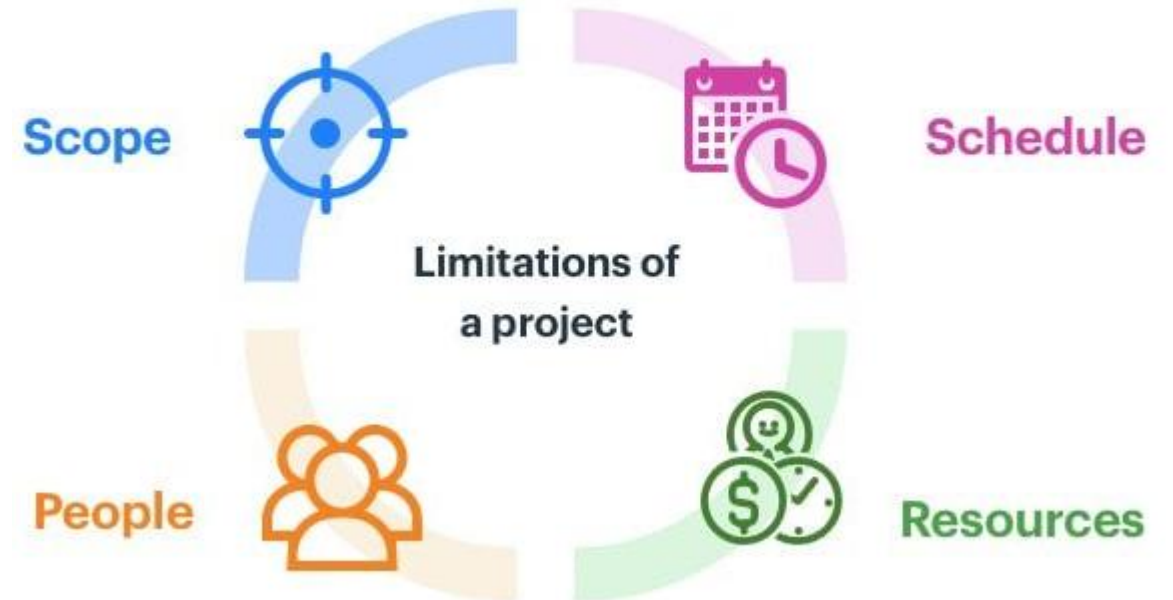 Scope
Schedule
Limitations of
a project
People
Resources